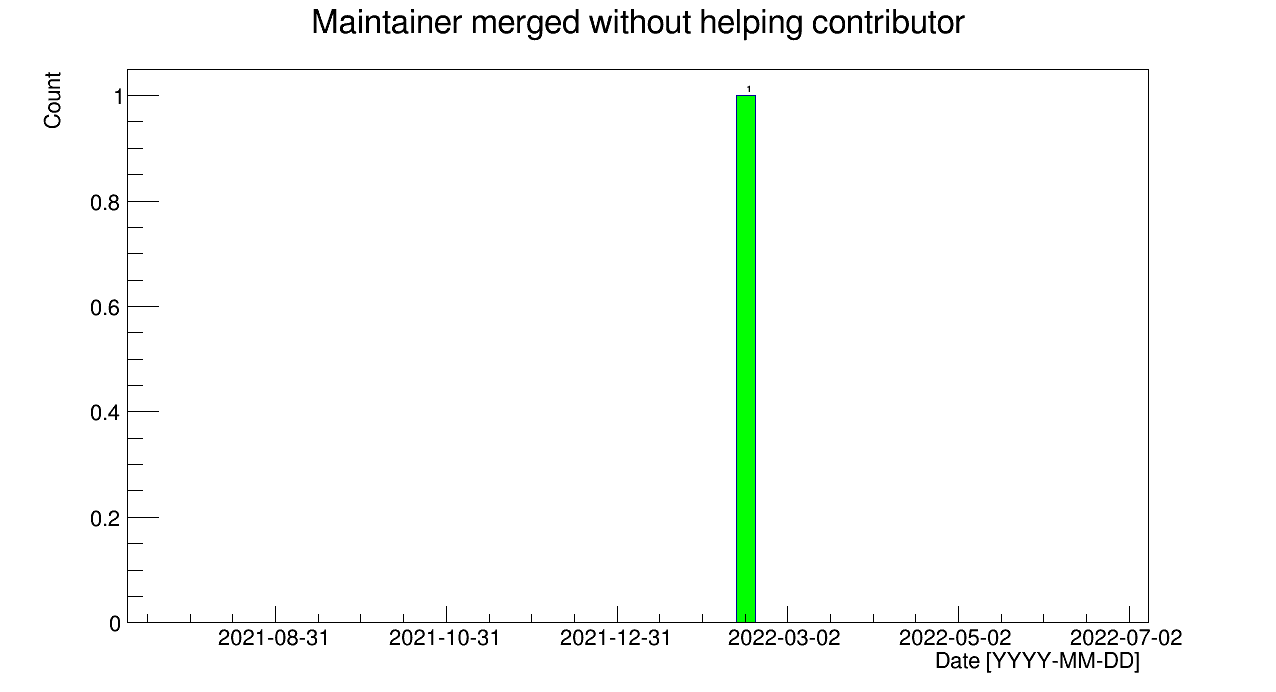 Maintainer merged without helping contributor
Count
1
1
0.8
0.6
0.4
0.2
0
2021-08-31 2021-10-31 2021-12-31 2022-03-02 2022-05-02 2022-07-02
Date [YYYY-MM-DD]